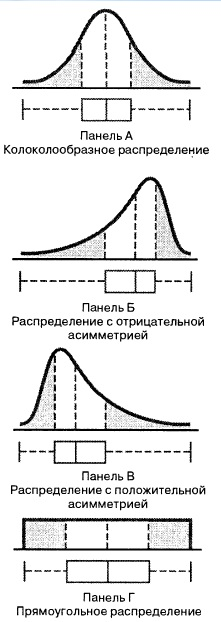 Панель А
Колоколообразное распределение
Панель Б
Распределение с отрицательной
асимметрией
Панель В
Распределение с положительной
асимметрией
Панель Г
Прямоугольное распределение